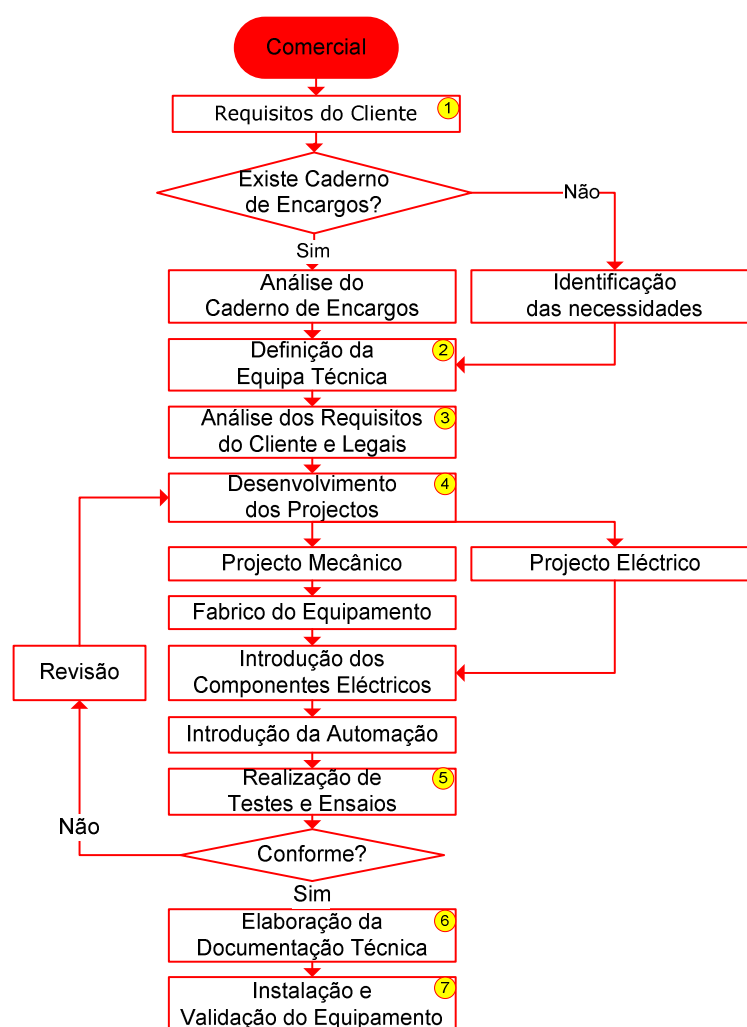 Comercial
Requisitos do Cliente
1
Existe Caderno
de Encargos?
Não
Sim
Análise do
Caderno de Encargos
Identificação
das necessidades
Definição da
Equipa Técnica
2
Análise dos Requisitos
do Cliente e Legais
3
Desenvolvimento
dos Projectos
4
Projecto Mecânico
Projecto Eléctrico
Fabrico do Equipamento
Revisão
Introdução dos
Componentes Eléctricos
Introdução da Automação
Realização de
Testes e Ensaios
5
Não
Conforme?
Sim
Elaboração da
Documentação Técnica
6
Instalação e
Validação do Equipamento
7